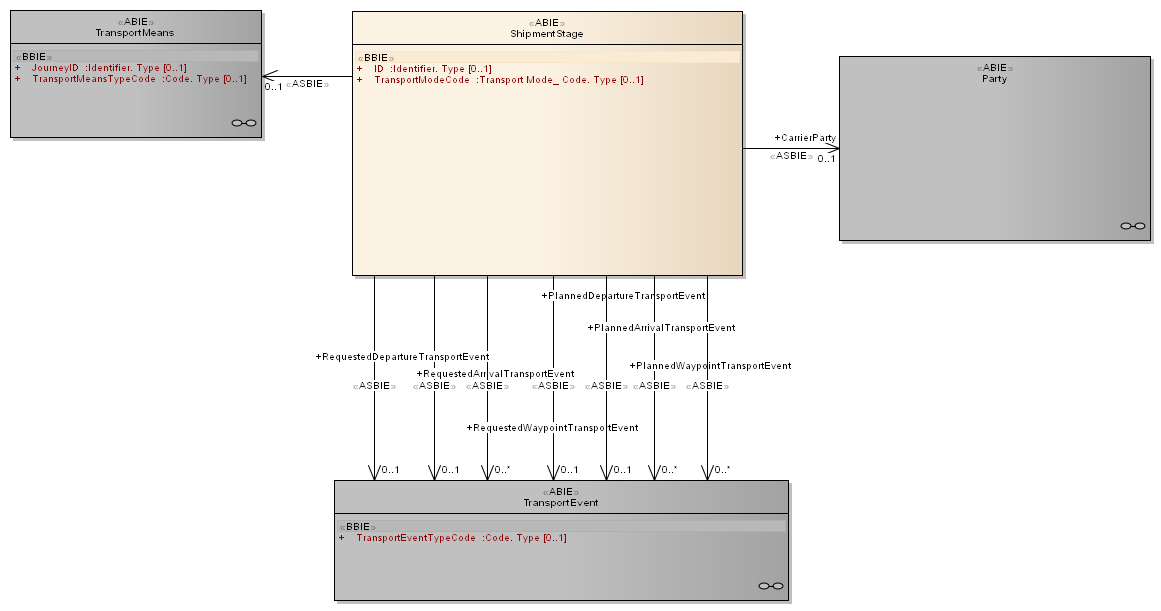 «ABIE»
TransportMeans
«BBIE»
+ JourneyID :Identifier. Type [0..1]
+ TransportMeansTypeCode :Code. Type [0..1]
0..1 «ASBIE»
«ABIE»
ShipmentStage
«BBIE»
+ ID :Identifier. Type [0..1]
+ TransportModeCode :Transport Mode_ Code. Type [0..1]
«ABIE»
Party
+CarrierParty
«ASBIE» 0..1
+PlannedDepartureTransportEvent
+PlannedArrivalTransportEvent
+RequestedDepartureTransportEvent
+PlannedWaypointTransportEvent
+RequestedArrivalTransportEvent
«ASBIE» «ASBIE» «ASBIE» «ASBIE» «ASBIE» «ASBIE» «ASBIE»
+RequestedWaypointTransportEvent
0..1 0..1 0..* 0..1 0..1 0..* 0..*
«ABIE»
TransportEvent
«BBIE»
+ TransportEventTypeCode :Code. Type [0..1]